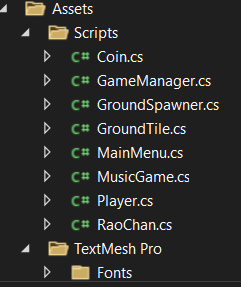 Assets
Scripts
C# Coin.cs
C# GameManager.cs
C# GroundSpawner.cs
C# GroundTile.cs
C# MainMenu.cs
C# MusicGame.cs
C# Player.cs
C# RaoChan.cs
TextMesh Pro
Fonts